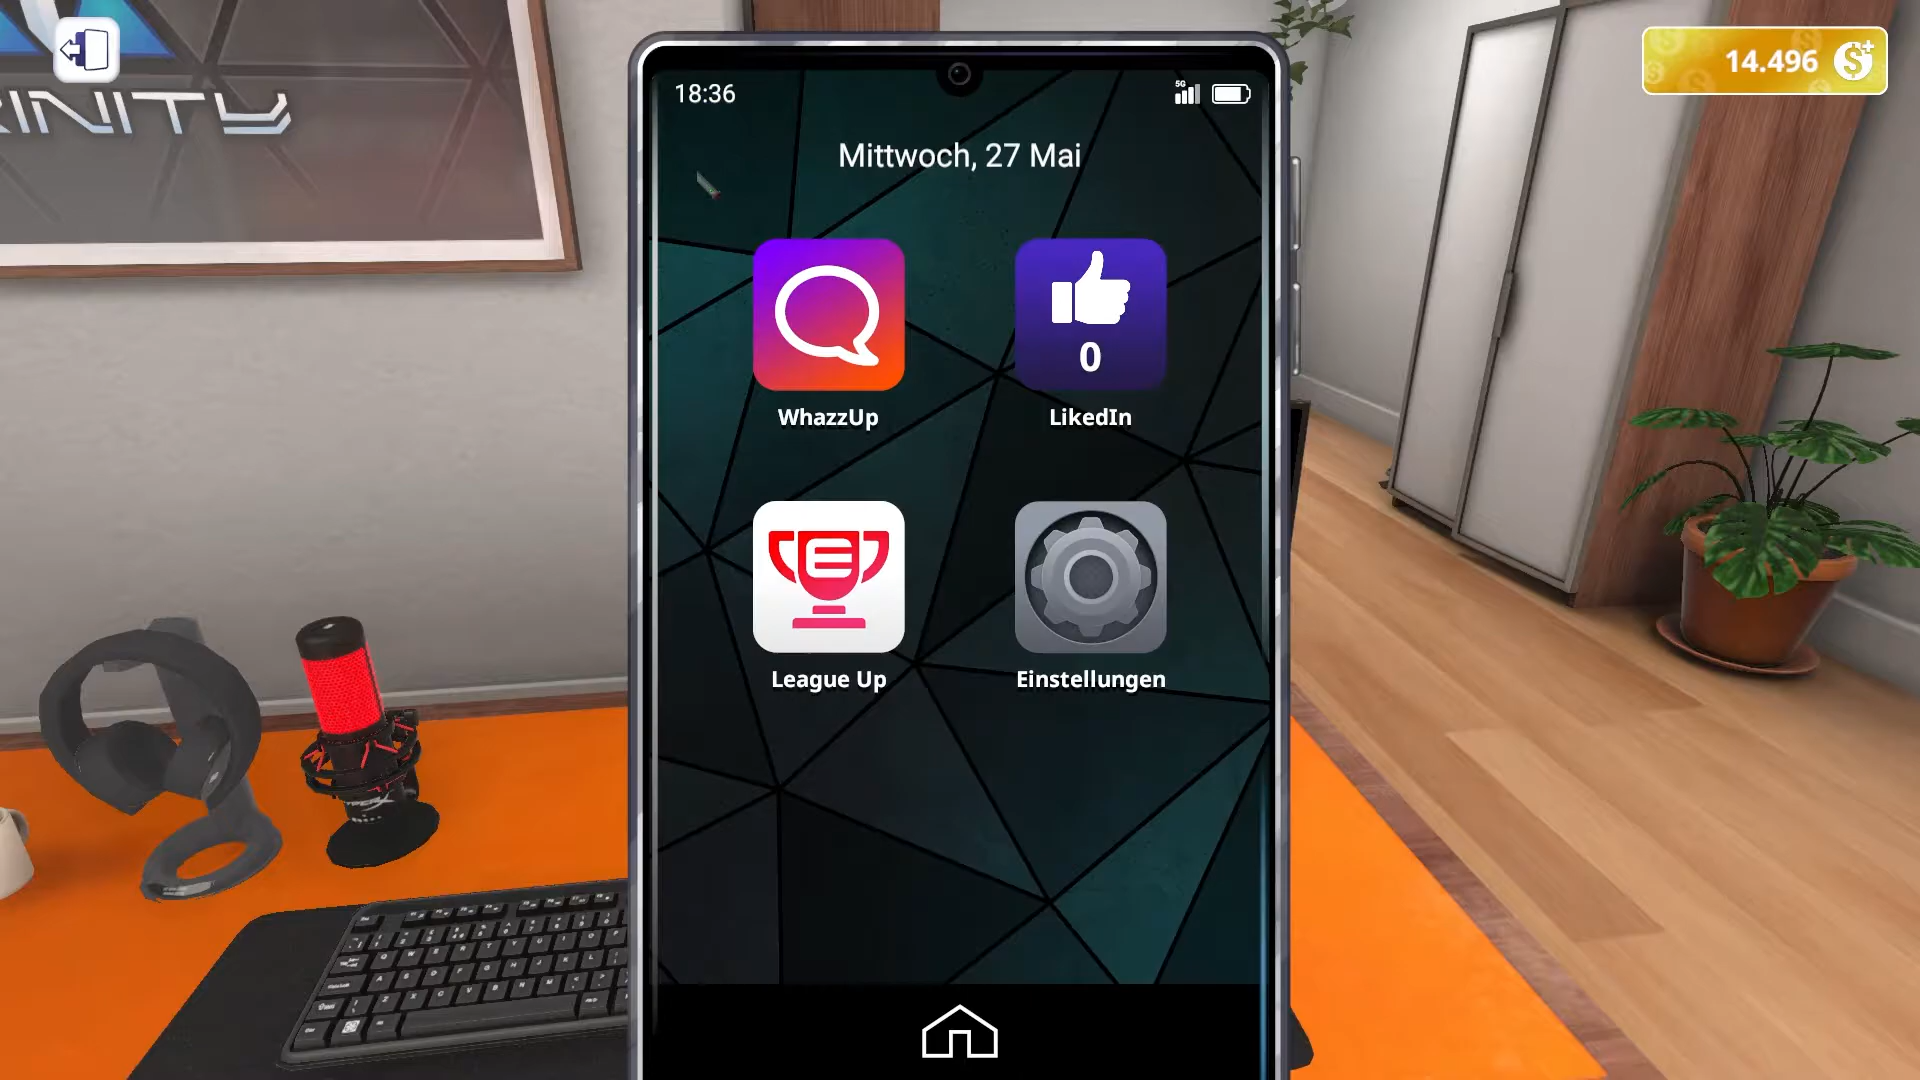 RINITY
14.496
18:36
5G
Mittwoch, 27 Mai
WhazzUp
0
LikedIn
League Up
Einstellungen